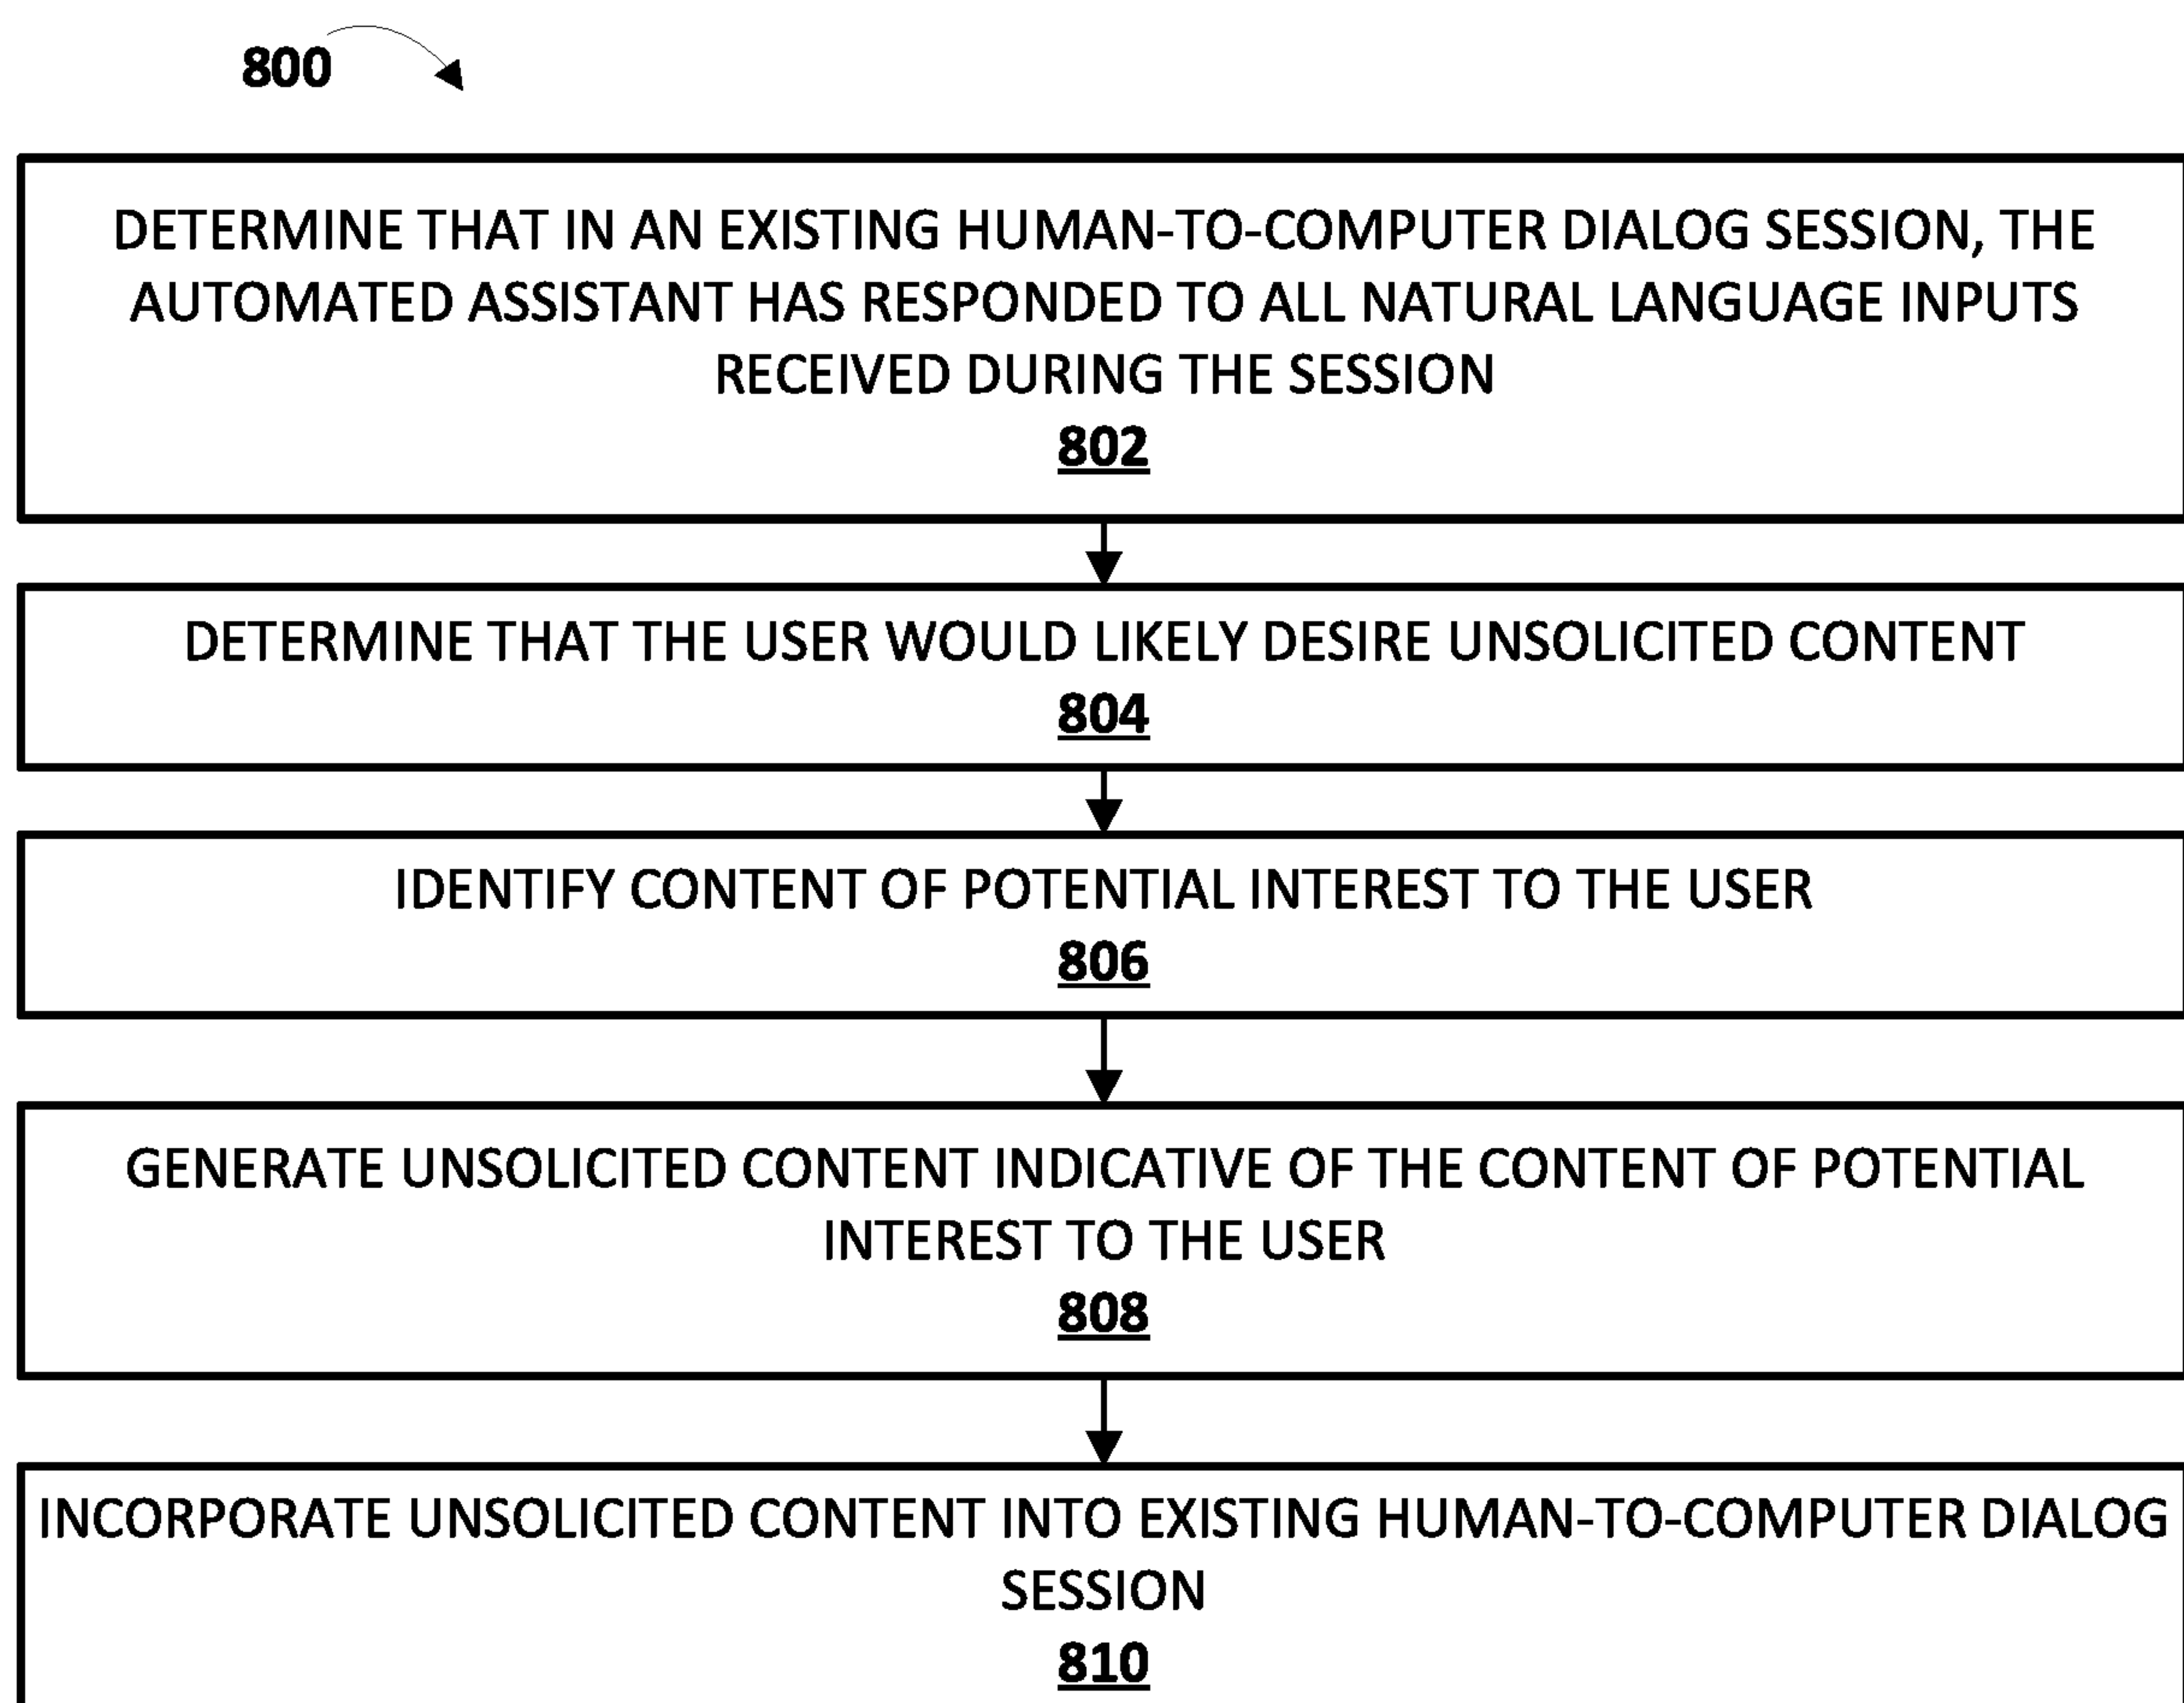 800
DETERMINE THAT IN AN EXISTING HUMAN-TO-COMPUTER DIALOG SESSION, THE
AUTOMATED ASSISTANT HAS RESPONDED TO ALL NATURAL LANGUAGE INPUTS
RECEIVED DURING THE SESSION
802
DETERMINE THAT THE USER WOULD LIKELY DESIRE UNSOLICITED CONTENT
804
IDENTIFY CONTENT OF POTENTIAL INTEREST TO THE USER
806
GENERATE UNSOLICITED CONTENT INDICATIVE OF THE CONTENT OF POTENTIAL
INTEREST TO THE USER
808
INCORPORATE UNSOLICITED CONTENT INTO EXISTING HUMAN-TO-COMPUTER DIALOG
SESSION
810